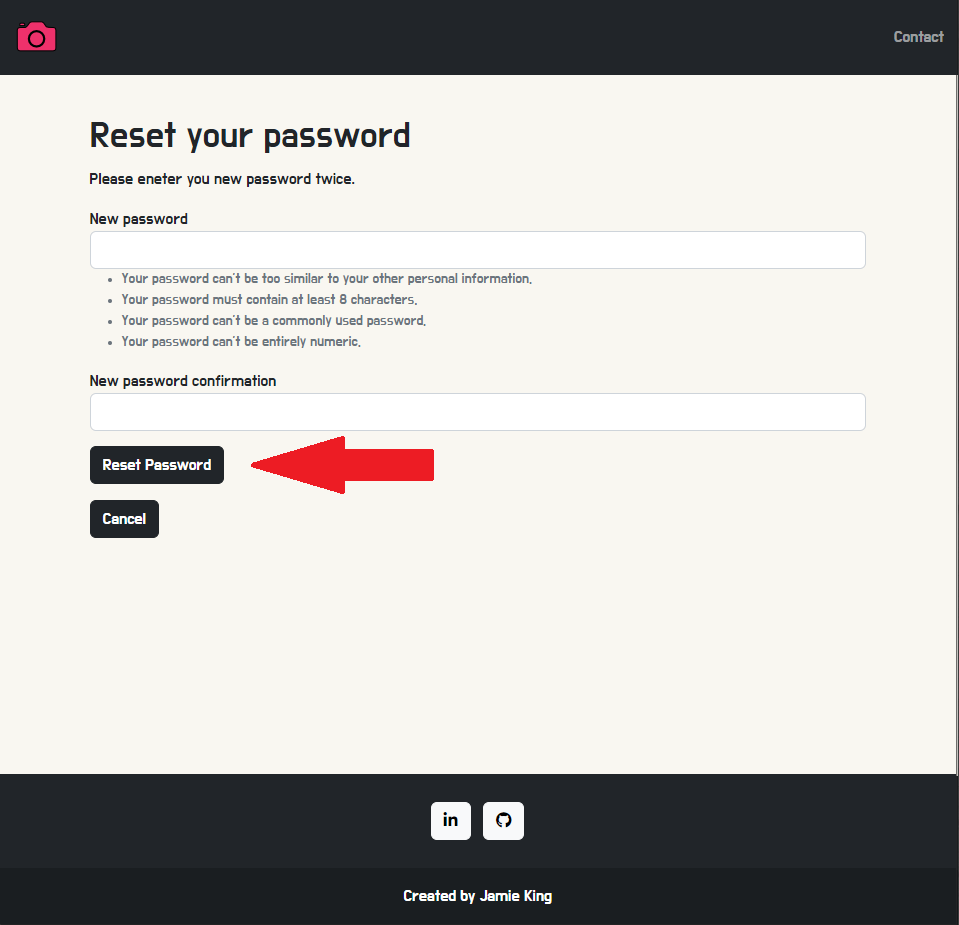 Contact
Reset your password
Please eneter you new password twice.
New password
Your password can't be too similar to your other personal information.
Your password must contain at least 8 characters.
Your password can't be a commonly used password.
Your password can't be entirely numeric.
New password confirmation
Reset Password
Cancel
in
Created by Jamie King